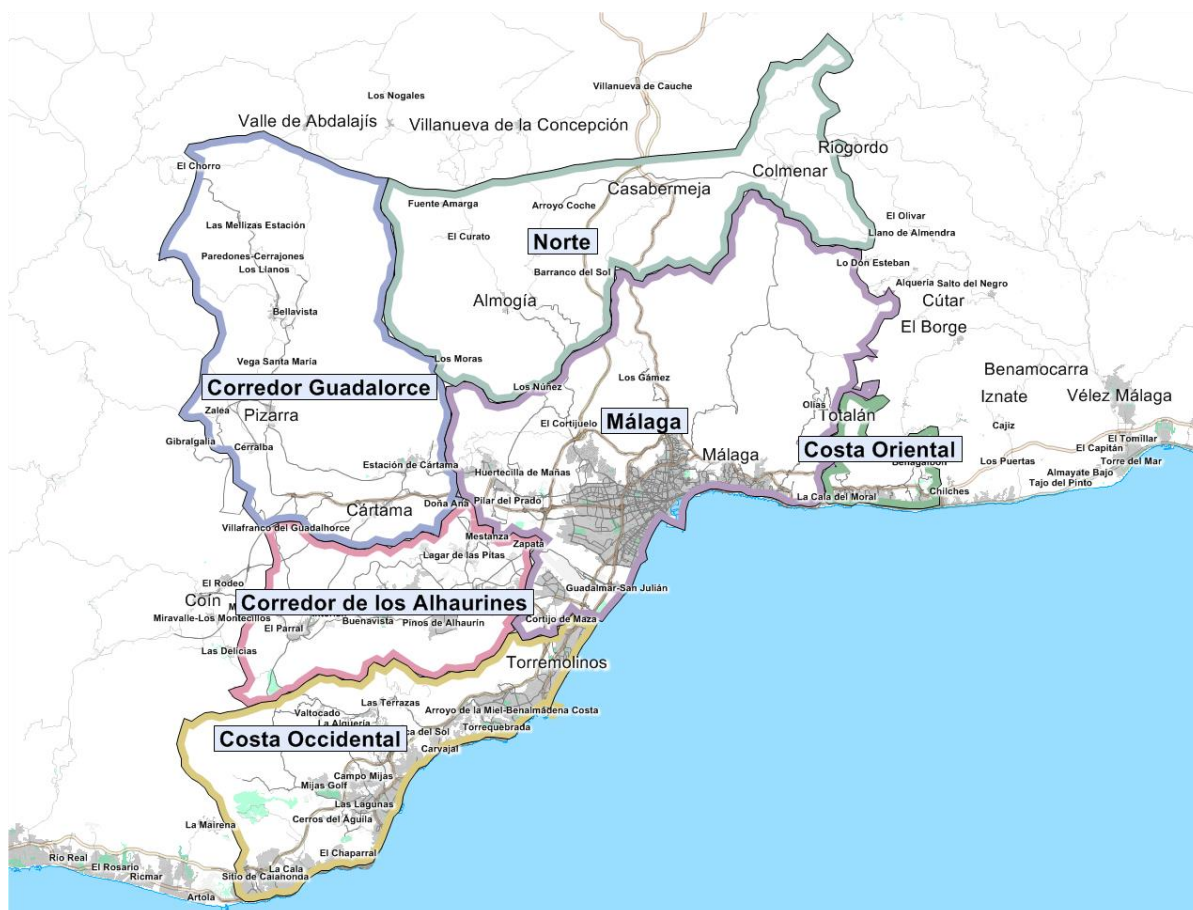 Villanueva de Cauche
Los Nogales
Valle de Abdalajís
Villanueva de la Concepción
Riogordo
El Chorro
Colmenar
Casabermeja
Fuente Amarga
Arroyo Coche
El Olivar
Las Mellizas Estación
Llano de Almendra
El Curato
Norte
Paredones-Cerrajones
Lo Don Esteban
Los Llanos
Barranco del Sol
Alquería
Salto del Negro
Almogía
Cútar
Bellavista
El Borge
Los Moras
Vega Santa María
Benamocarra
Los Gámez
Corredor Guadalorce
Los Núñez
Iznate
Vélez Málaga
Zalea
Olías
Pizarra
Totalán
Málaga
El Cortijuelo
Cajiz
Gibralgalia
Cerralba
El Tomillar
Costa Oriental
El Capitán
Málaga
Estación de Cártama
Los Puertas
Torre del Mar
Huertecilla de Mañas
Almayate Bajo
Tajo del Pinto
Chilches
La Cala del Moral
Pilar del Prado
Doña Ana
Cártama
Villafranco del Guadalhorce
Mestanza
Zapata
Lagar de las Pitas
El Rodeo
Guadalmar-San Julián
Coín
Corredor de los Alhaurines
Miravalle-Los Montecillos
Buenavista
Pinos de Alhaurín
Cortijo de Maza
El Parral
Las Delicias
Torremolinos
Las Terrazas
Valtocado
Arroyo de la Miel-Benalmádena Costa
Torrequebrada
Costa Occidental
Carvajal
Campo Mijas
Mijas Golf
Las Lagunas
Cerros del Águila
La Mairena
El Chaparral
Río Real
El Rosario
La Cala
Ricmar
Sitio de Calahonda
Artola